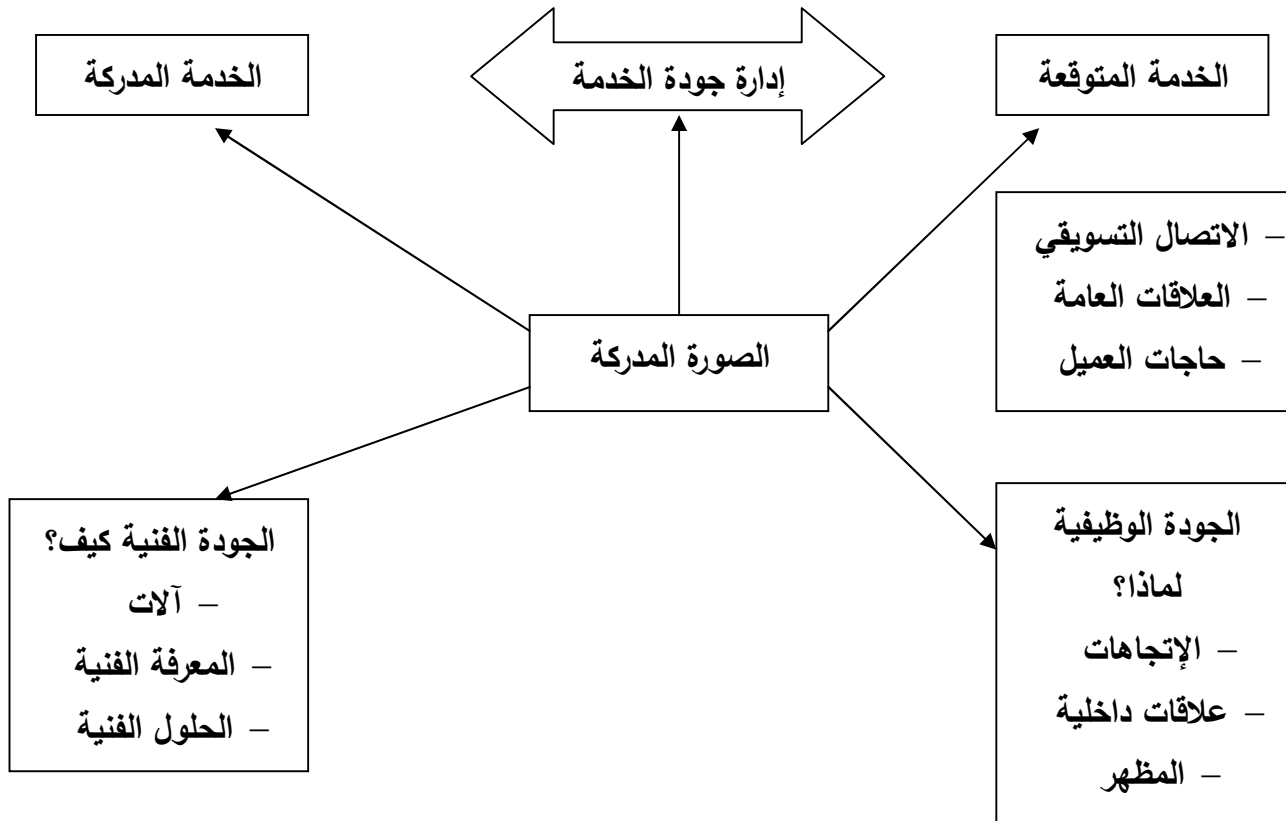 الخدمة المتوقعة
إدارة جودة الخدمة
الخدمة المدركة
– الاتصال التسويقي
– العلاقات العامة
– حاجات العميل
الصورة المدركة
الجودة الوظيفية
لماذا؟
– الإتجاهات
– علاقات داخلية
– المظهر
الجودة الفنية كيف؟
– آلات
– المعرفة الفنية
– الحلول الفنية